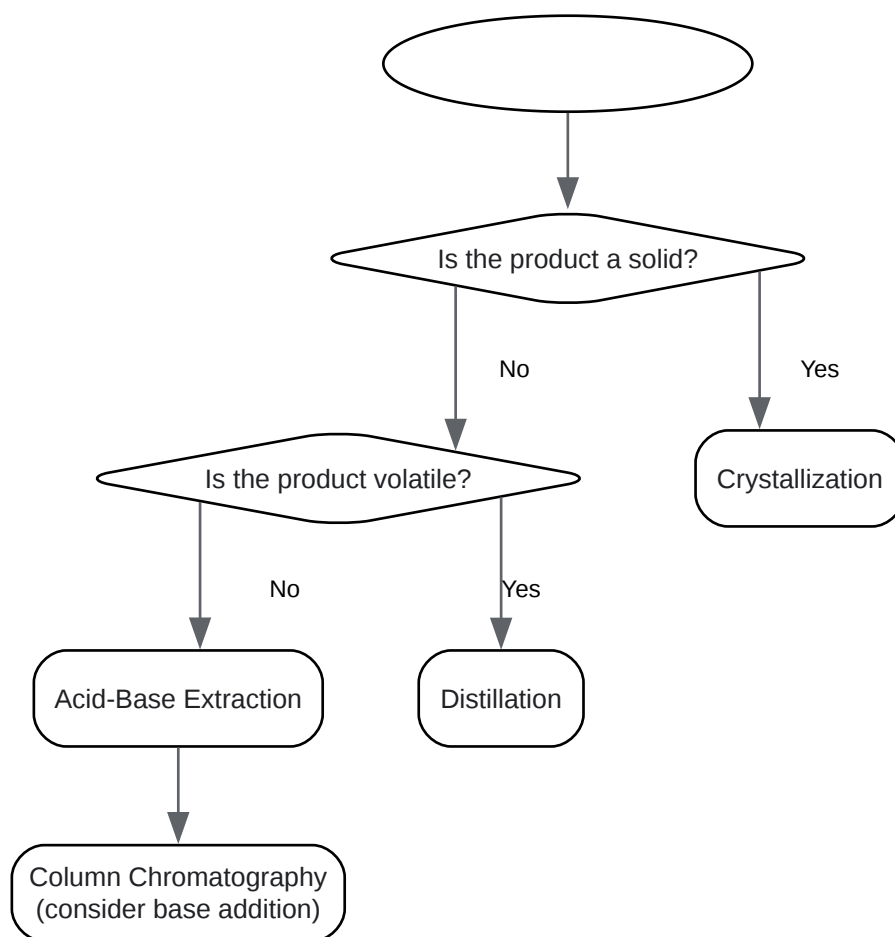 Is the product a solid?
No
Yes
Is the product volatile?
Crystallization
No
Yes
Acid-Base Extraction
Distillation
Column Chromatography
(consider base addition)